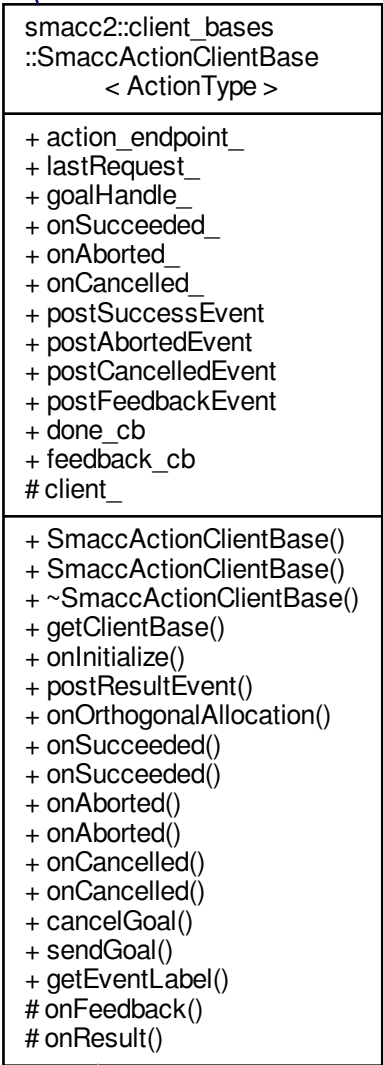 smacc2::client_bases
::SmaccActionClientBase
< ActionType >
+ action_endpoint_
+ lastRequest_
+ goalHandle_
+ onSucceeded_
+ onAborted_
+ onCancelled_
+ postSuccessEvent
+ postAbortedEvent
+ postCancelledEvent
+ postFeedbackEvent
+ done_cb
+ feedback_cb
# client_
+ SmaccActionClientBase()
+ SmaccActionClientBase()
+ ~SmaccActionClientBase()
+ getClientBase()
+ onInitialize()
+ postResultEvent()
+ onOrthogonalAllocation()
+ onSucceeded()
+ onSucceeded()
+ onAborted()
+ onAborted()
+ onCancelled()
+ onCancelled()
+ cancelGoal()
+ sendGoal()
+ getEventLabel()
# onFeedback()
# onResult()